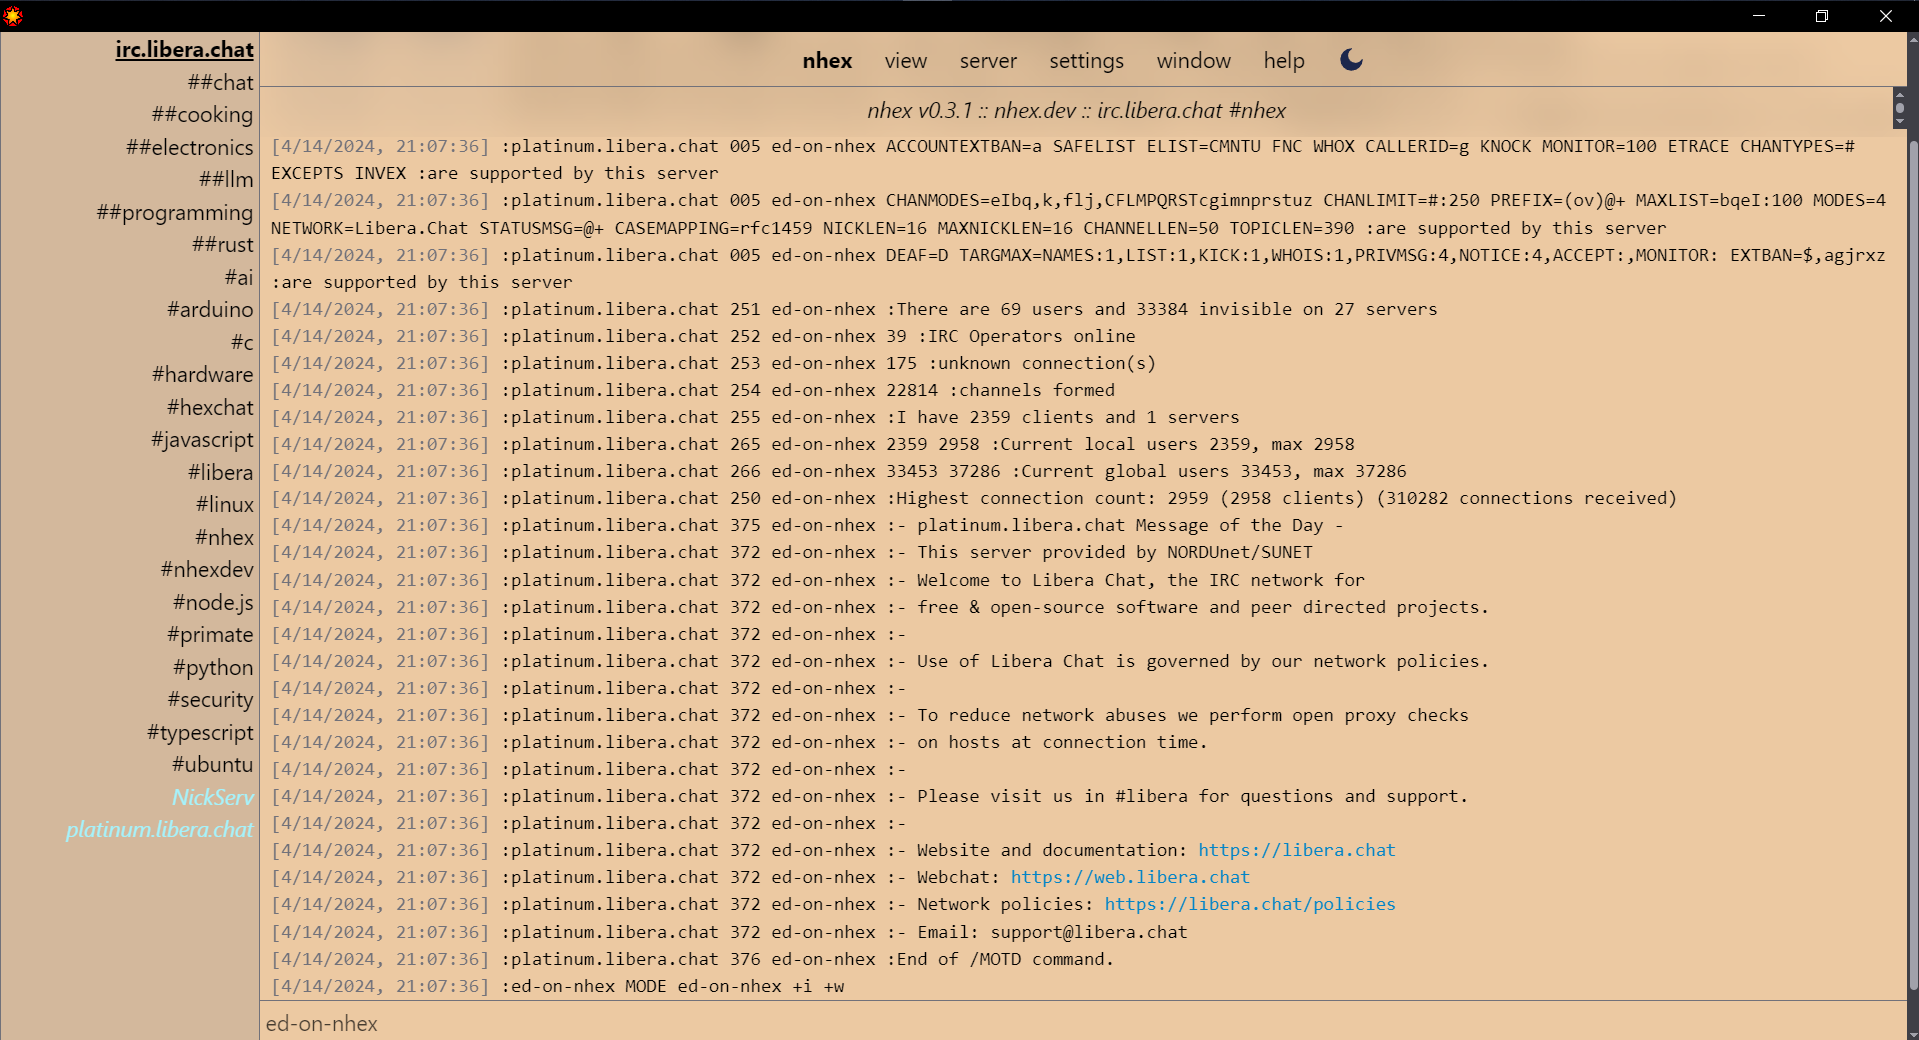 irc.libera.chat
##chat
##cooking
##electronics
##llm
##programming
##rust
#ai
#arduino
#c
#hardware
#hexchat
#javascript
#libera
#linux
#nhex
#nhexdev
#node.js
#primate
#python
#security
#typescript
#ubuntu
NickServ
platinum.libera.chat
nhex view server settings window help
nhex v0.3.1 :: nhex.dev :: irc.libera.chat #nhex
[4/14/2024, 21:07:36] :platinum.libera.chat 005 ed-on-nhex ACCOUNTEXTBAN=a SAFELIST ELIST=CMNTU FNC WHOX CALLERID=g KNOCK MONITOR=100 ETRACE CHANTYPES=#
EXCEPTS INVEX :are supported by this server
[4/14/2024, 21:07:36] :platinum.libera.chat 005 ed-on-nhex CHANMODES=eIbq,k,flj,CFLMPQRSTcgimnprstuz CHANLIMIT=#:250 PREFIX=(ov)@+ MAXLIST=bqeI:100 MODES=4
NETWORK=Libera.Chat STATUSMSG=@+ CASEMAPPING=rfc1459 NICKLEN=16 MAXNICKLEN=16 CHANNELLEN=50 TOPICLEN=390 :are supported by this server
[4/14/2024, 21:07:36] :platinum.libera.chat 005 ed-on-nhex DEAF=D TARGMAX=NAMES:1,LIST:1,KICK:1,WHOIS:1,PRIVMSG:4,NOTICE:4,ACCEPT:,MONITOR: EXTBAN=$,agjrxz
:are supported by this server
[4/14/2024, 21:07:36] :platinum.libera.chat 251 ed-on-nhex :There are 69 users and 33384 invisible on 27 servers
[4/14/2024, 21:07:36] :platinum.libera.chat 252 ed-on-nhex 39 :IRC Operators online
[4/14/2024, 21:07:36] :platinum.libera.chat 253 ed-on-nhex 175 :unknown connection(s)
[4/14/2024, 21:07:36] :platinum.libera.chat 254 ed-on-nhex 22814 :channels formed
[4/14/2024, 21:07:36] :platinum.libera.chat 255 ed-on-nhex :I have 2359 clients and 1 servers
[4/14/2024, 21:07:36] :platinum.libera.chat 265 ed-on-nhex 2359 2958 :Current local users 2359, max 2958
[4/14/2024, 21:07:36] :platinum.libera.chat 266 ed-on-nhex 33453 37286 :Current global users 33453, max 37286
[4/14/2024, 21:07:36] :platinum.libera.chat 250 ed-on-nhex :Highest connection count: 2959 (2958 clients) (310282 connections received)
[4/14/2024, 21:07:36] :platinum.libera.chat 375 ed-on-nhex :- platinum.libera.chat Message of the Day -
[4/14/2024, 21:07:36] :platinum.libera.chat 372 ed-on-nhex :- This server provided by NORDUnet/SUNET
[4/14/2024, 21:07:36] :platinum.libera.chat 372 ed-on-nhex :- Welcome to Libera Chat, the IRC network for
[4/14/2024, 21:07:36] :platinum.libera.chat 372 ed-on-nhex :- free & open-source software and peer directed projects.
[4/14/2024, 21:07:36] :platinum.libera.chat 372 ed-on-nhex :-
[4/14/2024, 21:07:36] :platinum.libera.chat 372 ed-on-nhex :- Use of Libera Chat is governed by our network policies.
[4/14/2024, 21:07:36] :platinum.libera.chat 372 ed-on-nhex :-
[4/14/2024, 21:07:36] :platinum.libera.chat 372 ed-on-nhex :- To reduce network abuses we perform open proxy checks
[4/14/2024, 21:07:36] :platinum.libera.chat 372 ed-on-nhex :- on hosts at connection time.
[4/14/2024, 21:07:36] :platinum.libera.chat 372 ed-on-nhex :-
[4/14/2024, 21:07:36] :platinum.libera.chat 372 ed-on-nhex :- Please visit us in #libera for questions and support.
[4/14/2024, 21:07:36] :platinum.libera.chat 372 ed-on-nhex :-
[4/14/2024, 21:07:36] :platinum.libera.chat 372 ed-on-nhex :- Website and documentation: https://libera.chat
[4/14/2024, 21:07:36] :platinum.libera.chat 372 ed-on-nhex :- Webchat: https://web.libera.chat
[4/14/2024, 21:07:36] :platinum.libera.chat 372 ed-on-nhex :- Network policies: https://libera.chat/policies
[4/14/2024, 21:07:36] :platinum.libera.chat 372 ed-on-nhex :- Email: support@libera.chat
[4/14/2024, 21:07:36] :platinum.libera.chat 376 ed-on-nhex :End of /MOTD command.
[4/14/2024, 21:07:36] :ed-on-nhex MODE ed-on-nhex +i +w
ed-on-nhex